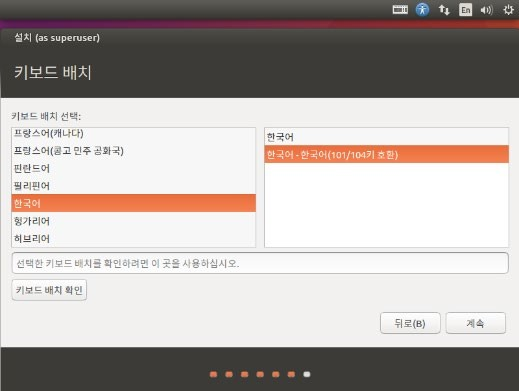 En
설치 (as superuser)
키보드 배치
키보드 배치 선택:
프랑스어(캐나다)
프랑스어(콩고 민주 공화국)
핀란드어
필리핀어
한국어
헝가리어
히브리어
한국어
한국어 - 한국어(101/104키 호환)
선택한 키보드 배치를 확인하려면 이 곳을 사용하십시오.
키보드 배치 확인
뒤로(B)
계속